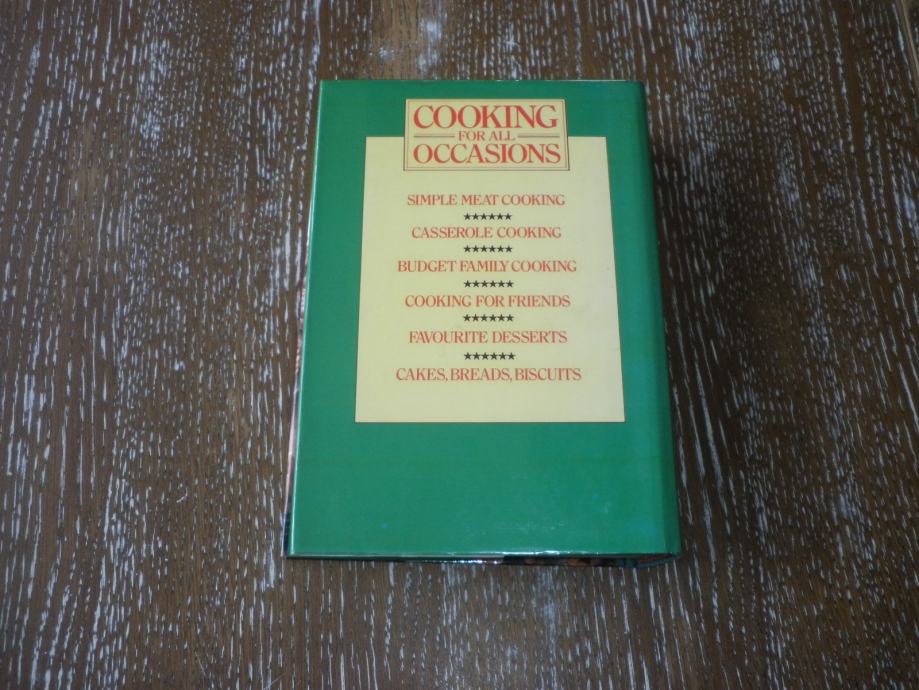 COOKING
FOR ALL
OCCASIONS
SIMPLE MEAT COOKING
★★★★★★
CASSEROLE COOKING
★★★★★★
BUDGET FAMILY COOKING
★★★★★★
COOKING FOR FRIENDS
★★★★★★
FAVOURITE DESSERTS
★★★★★★
CAKES, BREADS, BISCUITS